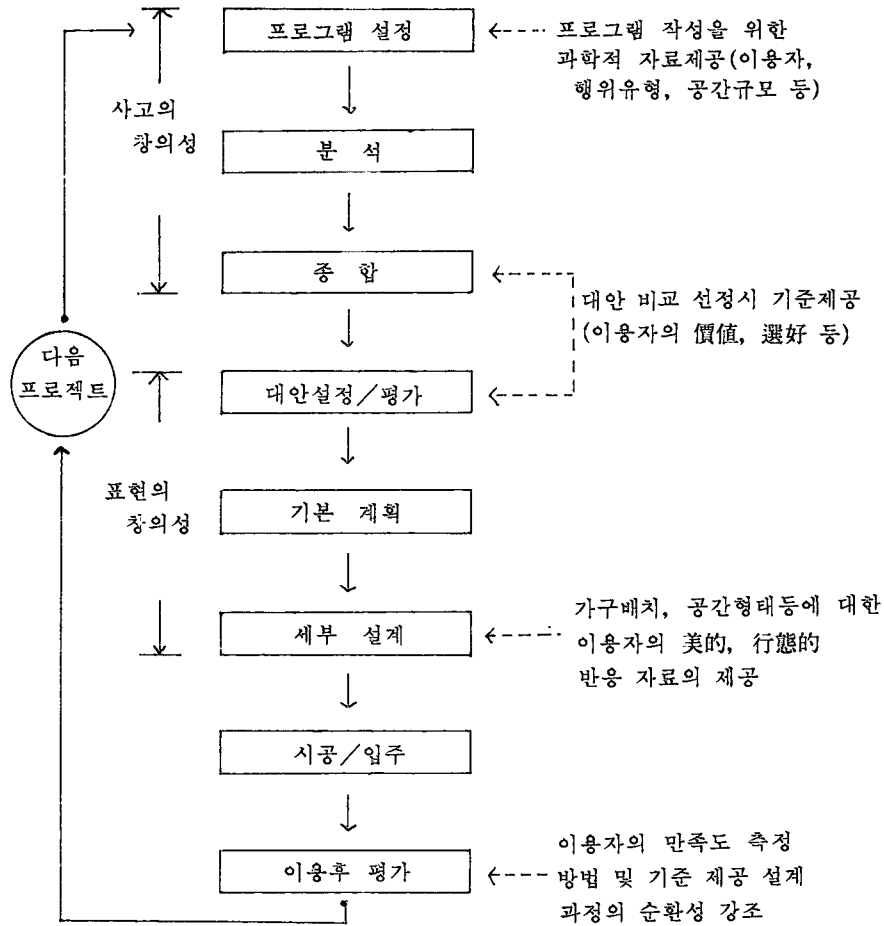 프로그램 설정
프로그램 작성을 위한
과학적 자료제공(이용자,
행위유형, 공간규모 등)
사고의
창의성
분 석
종 합
대안 비교 선정시 기준제공
(이용자의 價値, 選好 등)
다음
프로젝트
대안설정/평가
표현의
창의성
기본 계획
세부 설계
가구배치, 공간형태등에 대한
이용자의 美的, 行態的
반응 자료의 제공
시공/입주
이용후 평가
이용자의 만족도 측정
방법 및 기준 제공 설계
과정의 순환성 강조